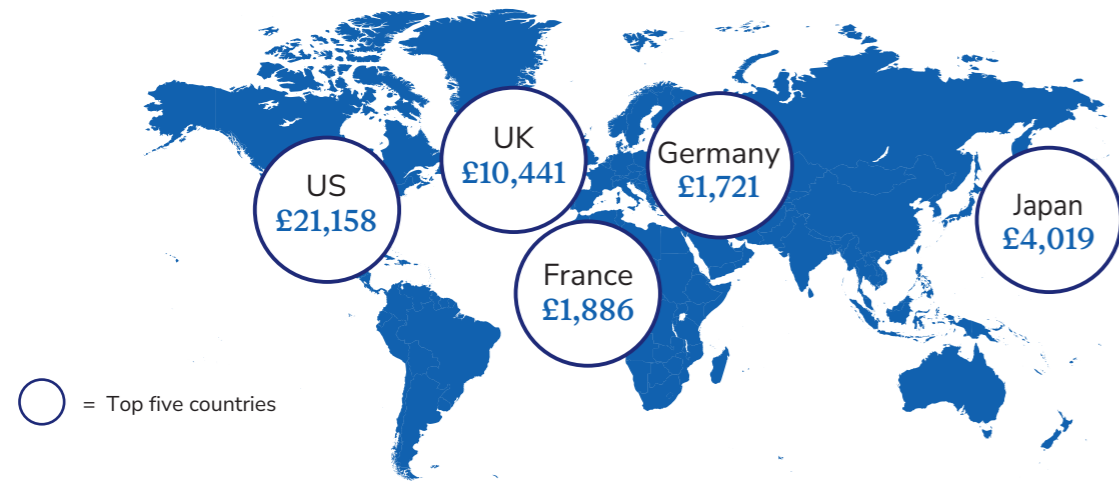 UK
£10,441
Germany
£1,721
US
£21,158
Japan
£4,019
France
£1,886
= Top five countries